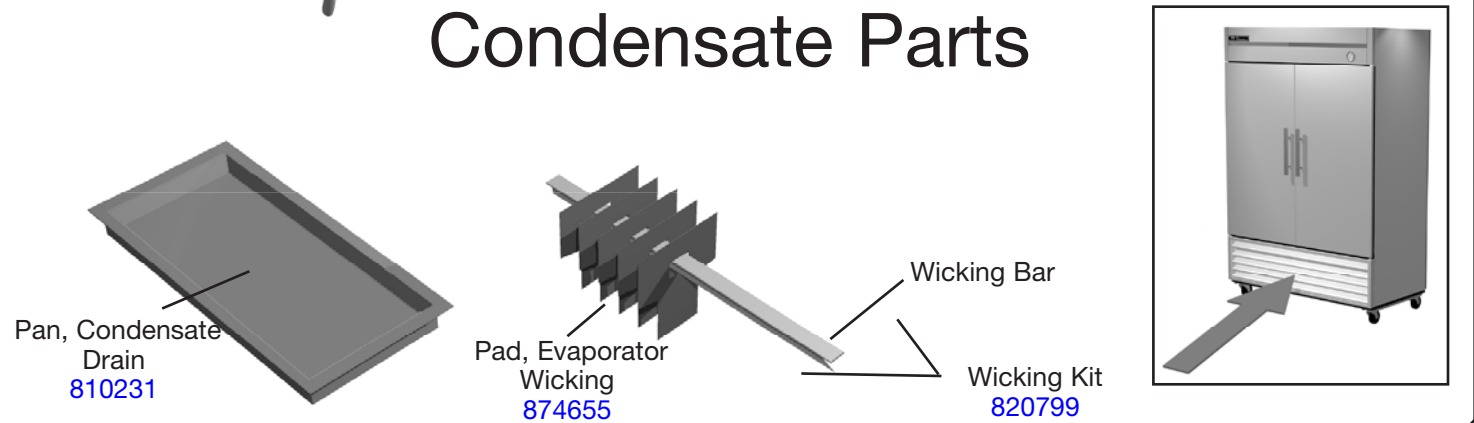 Condensate Parts
Pan, Condensate
Drain
810231
Pad, Evaporator
Wicking
874655
Wicking Bar
Wicking Kit
820799